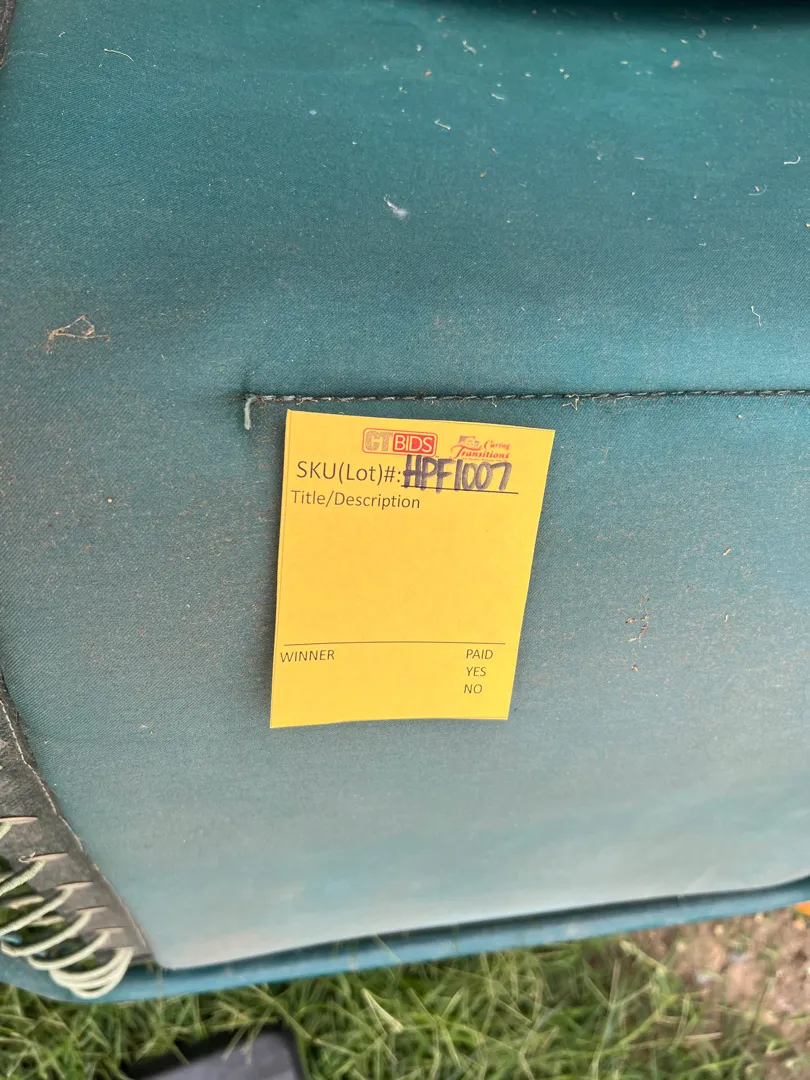 CTBIDS Caring Transitions
SKU(Lot)#: HPF1007
Title/Description
WINNER PAID
YES
NO